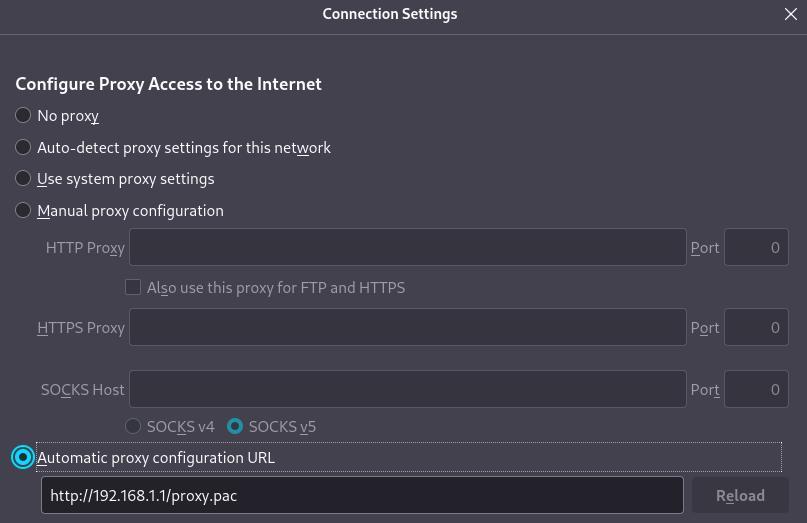 Connection Settings
Configure Proxy Access to the Internet
No proxy
Auto-detect proxy settings for this network
Use system proxy settings
Manual proxy configuration
HTTP Proxy Port 0
Also use this proxy for FTP and HTTPS
HTTPS Proxy Port 0
SOCKS Host Port 0
SOCKS v4 SOCKS v5
Automatic proxy configuration URL
http://192.168.1.1/proxy.pac Reload